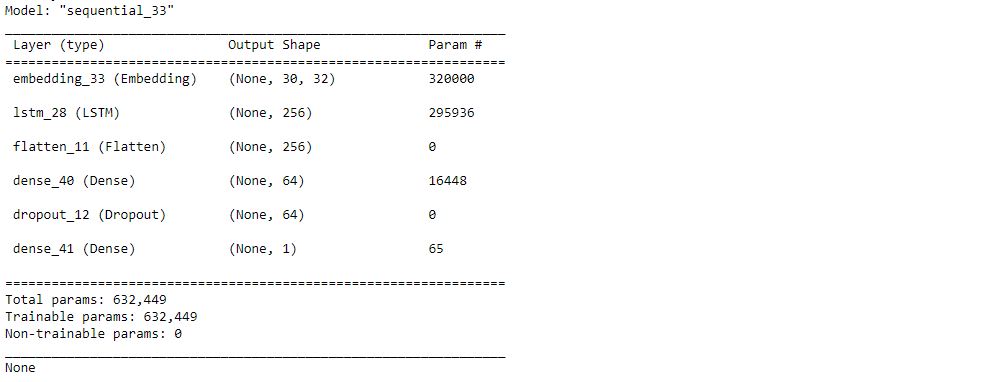 Model: "sequential_33"
_________________________________________________________________
Layer (type) Output Shape Param #
=================================================================
embedding_33 (Embedding) (None, 30, 32) 320000
lstm_28 (LSTM) (None, 256) 295936
flatten_11 (Flatten) (None, 256) 0
dense_40 (Dense) (None, 64) 16448
dropout_12 (Dropout) (None, 64) 0
dense_41 (Dense) (None, 1) 65
=================================================================
Total params: 632,449
Trainable params: 632,449
Non-trainable params: 0
_________________________________________________________________
None